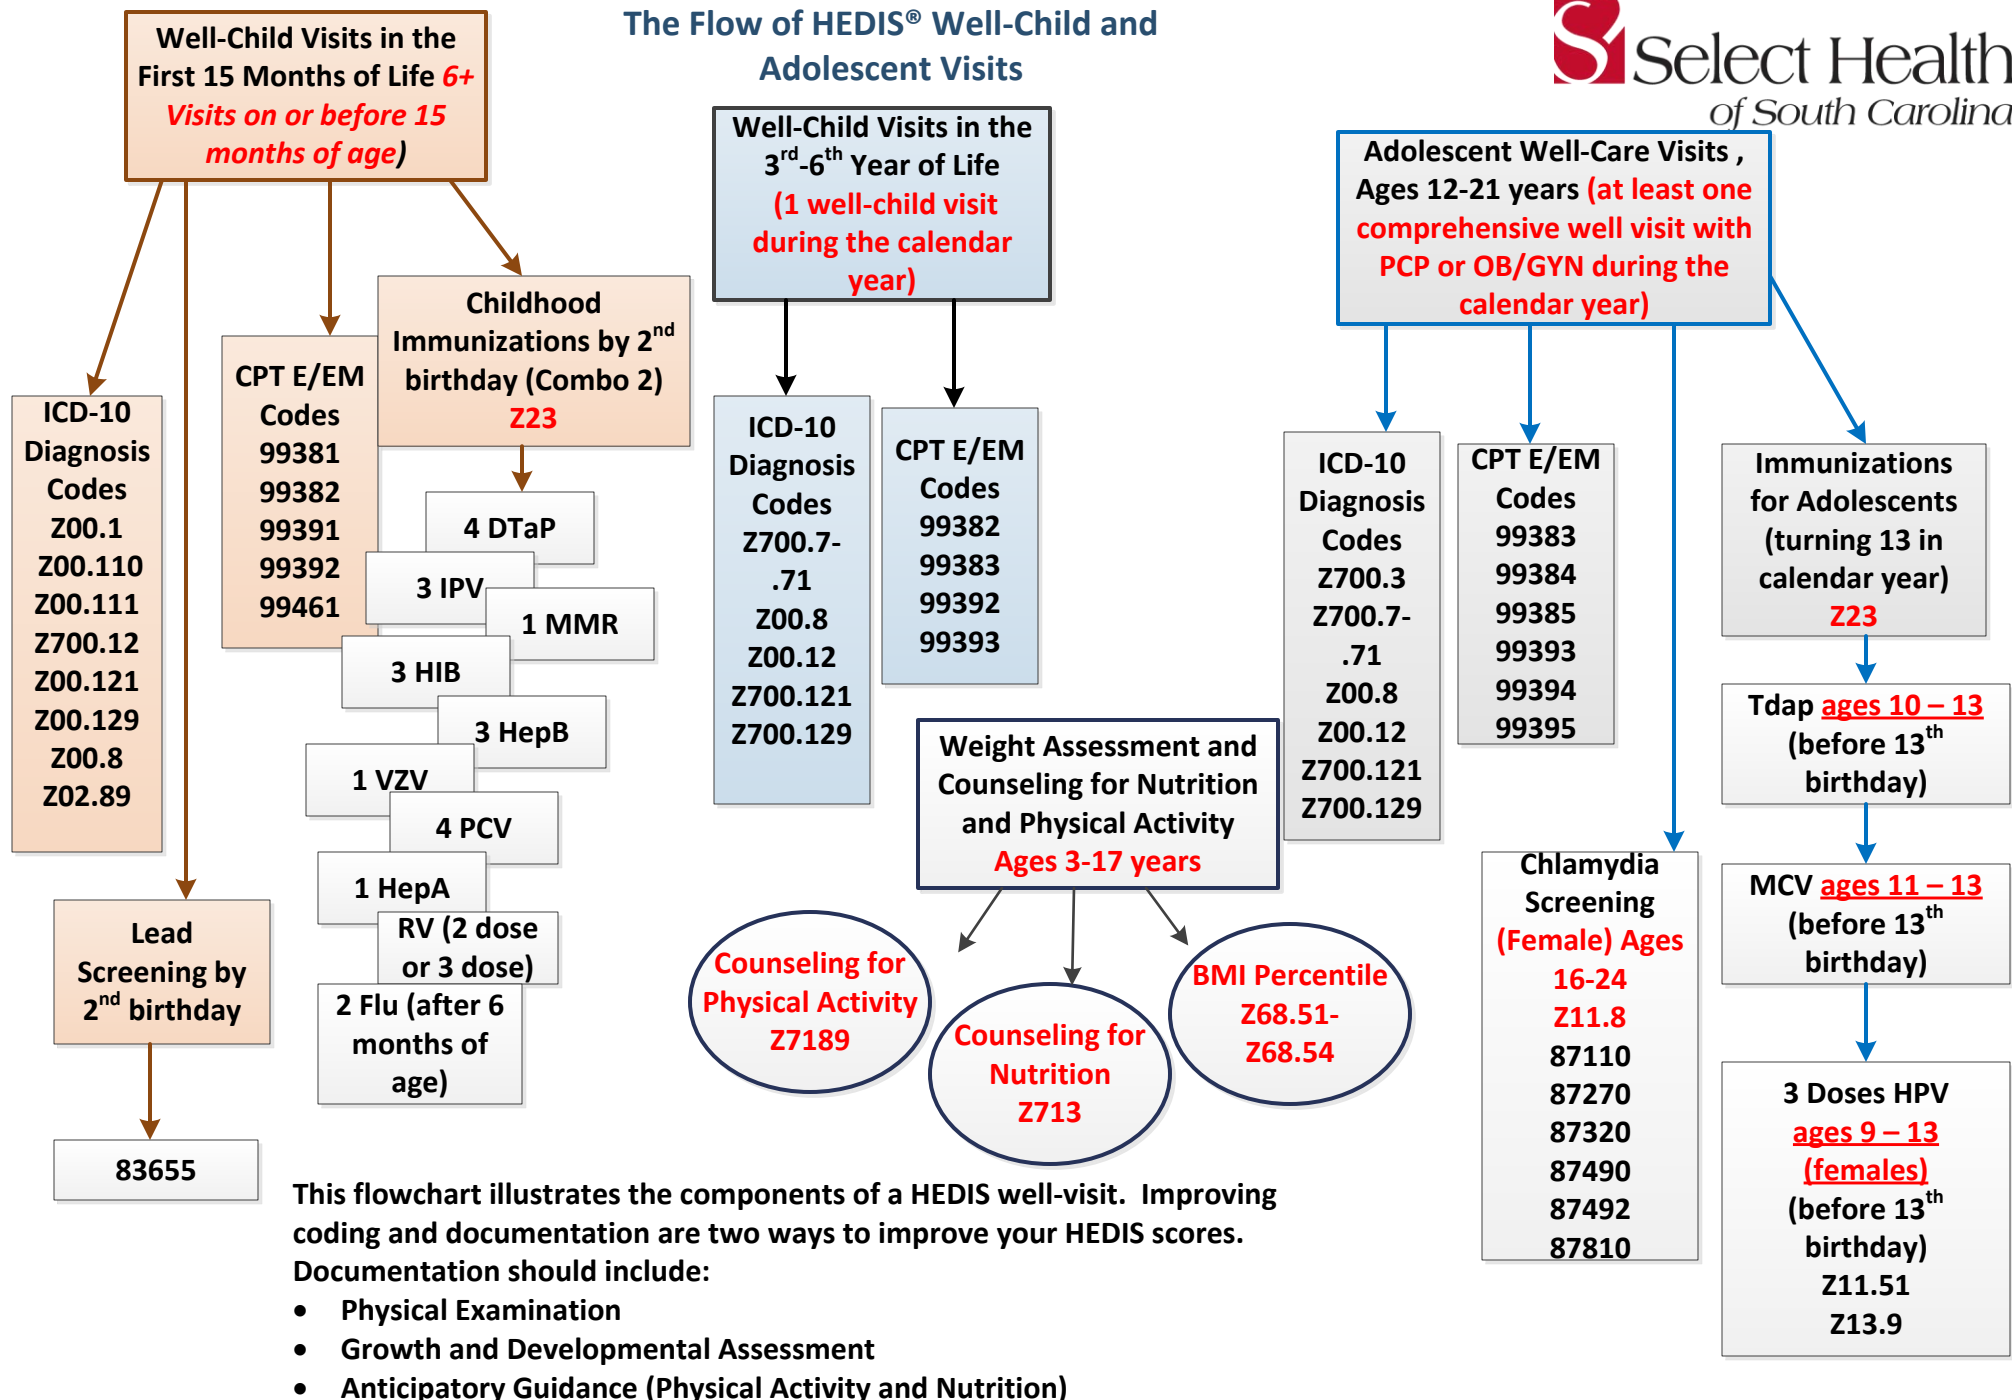 The Flow of HEDIS® Well-Child and
Adolescent Visits
Select Health
of South Carolina
Well-Child Visits in the
First 15 Months of Life 6+
Visits on or before 15
months of age)
ICD-10
Diagnosis
Codes
Z00.1
Z00.110
Z00.111
Z700.12
Z00.121
Z00.129
Z00.8
Z02.89
Lead
Screening by
2nd birthday
83655
CPT E/EM
Codes
99381
99382
99391
99392
99461
Childhood
Immunizations by 2nd
birthday (Combo 2)
Z23
4 DTaP
3 IPV
1 MMR
3 HIB
3 HepB
1 VZV
4 PCV
1 HepA
RV (2 dose
or 3 dose)
2 Flu (after 6
months of
age)
Well-Child Visits in the
3rd-6th Year of Life
(1 well-child visit
during the calendar
year)
ICD-10
Diagnosis
Codes
Z700.7-
.71
Z00.8
Z00.12
Z700.121
Z700.129
CPT E/EM
Codes
99382
99383
99392
99393
Weight Assessment and
Counseling for Nutrition
and Physical Activity
Ages 3-17 years
Counseling for
Physical Activity
Z7189
Counseling for
Nutrition
Z713
BMI Percentile
Z68.51-
Z68.54
Adolescent Well-Care Visits ,
Ages 12-21 years (at least one
comprehensive well visit with
PCP or OB/GYN during the
calendar year)
ICD-10
Diagnosis
Codes
Z700.3
Z700.7-
.71
Z00.8
Z00.12
Z700.121
Z700.129
CPT E/EM
Codes
99383
99384
99385
99393
99394
99395
Chlamydia
Screening
(Female) Ages
16-24
Z11.8
87110
87270
87320
87490
87492
87810
Immunizations
for Adolescents
(turning 13 in
calendar year)
Z23
Tdap ages 10 – 13
(before 13th
birthday)
MCV ages 11 – 13
(before 13th
birthday)
3 Doses HPV
ages 9 – 13
(females)
(before 13th
birthday)
Z11.51
Z13.9
This flowchart illustrates the components of a HEDIS well-visit.  Improving
coding and documentation are two ways to improve your HEDIS scores.
Documentation should include:
• Physical Examination
• Growth and Developmental Assessment
• Anticipatory Guidance (Physical Activity and Nutrition)